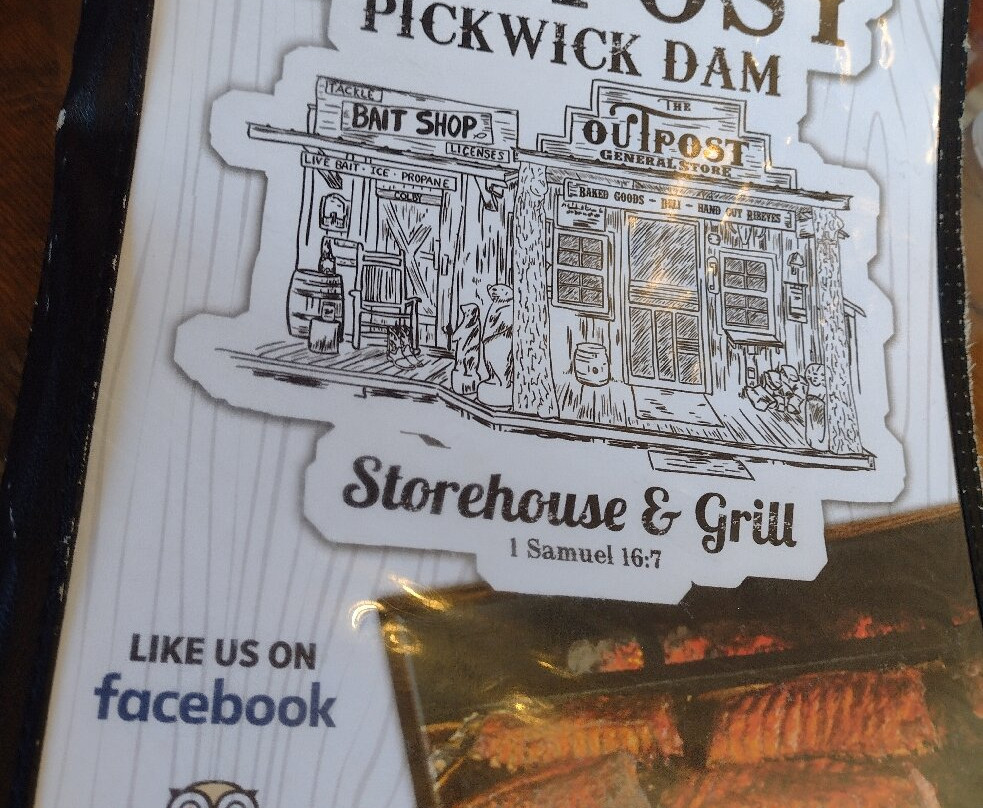 PICKWICK DAM
TACKLE
BAIT SHOP
LICENSES
LIVE BAIT · ICE · PROPANE
THE
OUTPOST
GENERAL STORE
BAKED GOODS - DELI - HAND CUT RIBEYES
Storehouse & Grill
1 Samuel 16:7
LIKE US ON
facebook